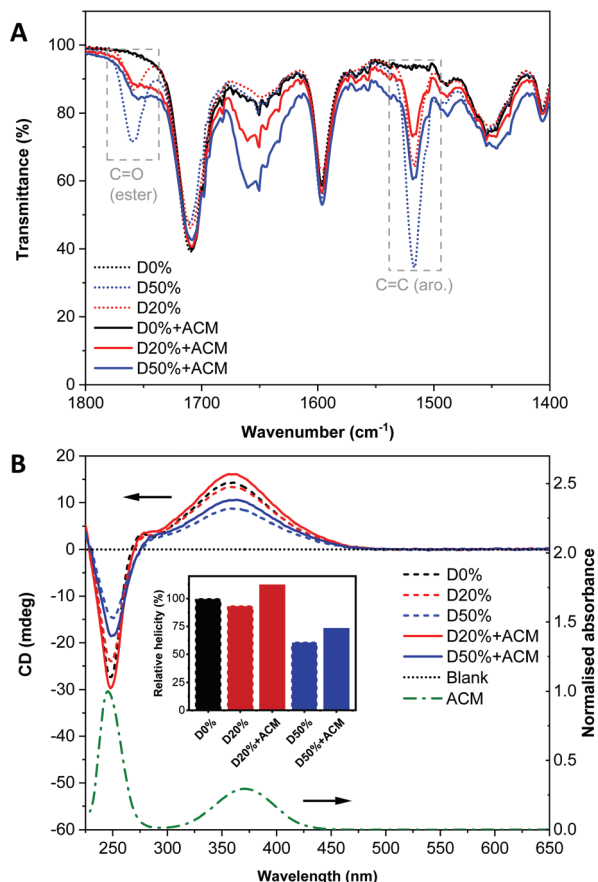 A
100
80
60
40
20
0
Transmittance (%)
C=O
(ester)
C=C (aro.)
D0%
D50%
D20%
D0%+ACM
D20%+ACM
D50%+ACM
1800
1700
1600
1500
1400
Wavenumber (cm-1)
B
20
10
0
-10
-20
-30
-40
-50
-60
CD (mdeg)
2.5
2.0
1.5
1.0
0.5
0.0
Normalised absorbance
D0%
D20%
D50%
D20%+ACM
D50%+ACM
Blank
ACM
Relative helicity (%)
100
75
50
25
0
D0%
D20%
D20%+ACM
D50%
D50%+ACM
250
300
350
400
450
500
550
600
650
Wavelength (nm)